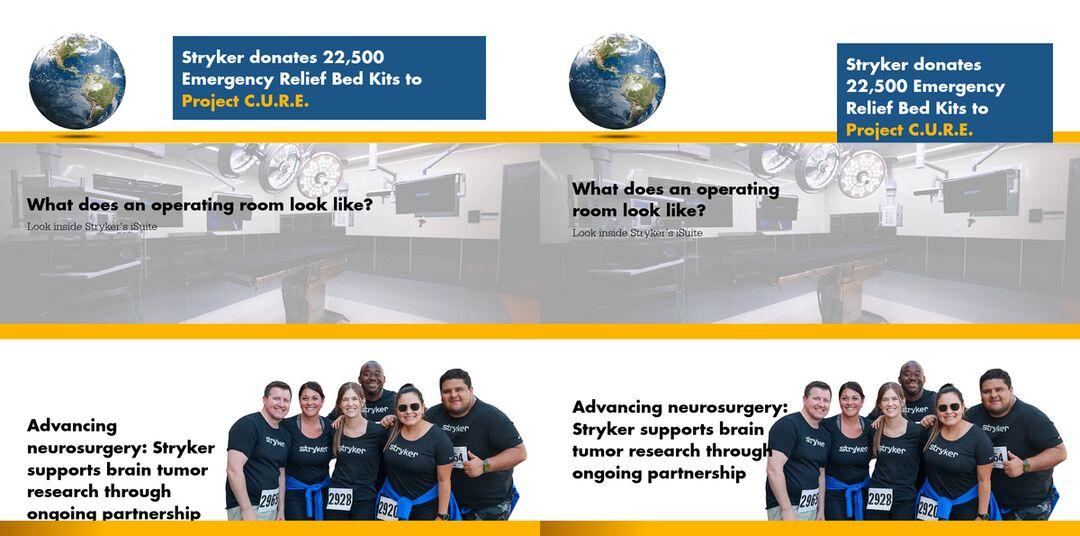 Stryker donates 22,500
Emergency Relief Bed Kits to
Project C.U.R.E.
Stryker donates
22,500 Emergency
Relief Bed Kits to
Project C.U.R.E.
What does an operating room look like?
Look inside Stryker's iSuite
What does an operating
room look like?
Look inside Stryker's iSuite
Advancing
neurosurgery: Stryker
supports brain tumor
research through
ongoing partnership
stryker
stryker
stryker
stryker
stryker
2928
2920
Advancing neurosurgery:
Stryker supports brain
tumor research through
ongoing partnership
stryker
stryker
stryker
stryker
2928
2920